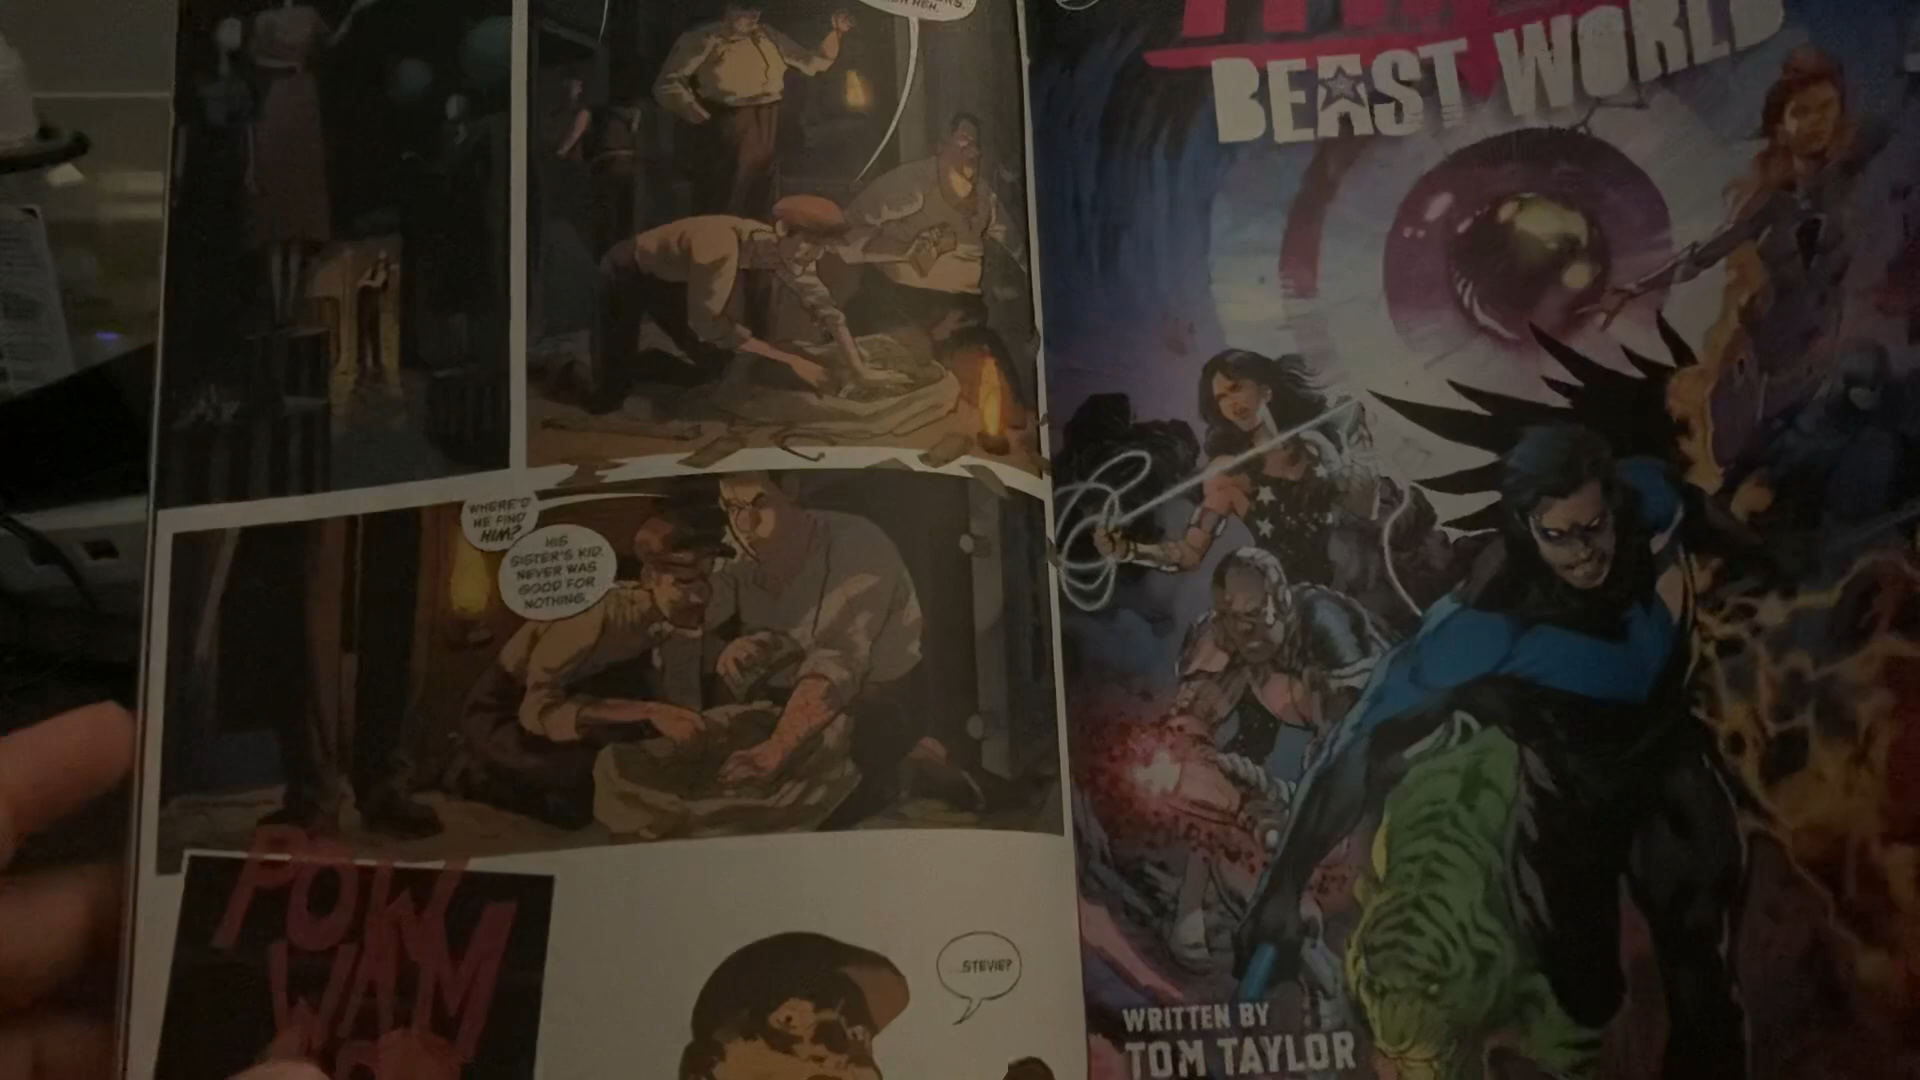 WHERE'D
HE FIND
HIM?
HIS
SISTER'S KID.
NEVER WAS
GOOD FOR
NOTHING.
POW
WAM
STEVIE?
BEAST WORLD
WRITTEN BY
TOM TAYLOR